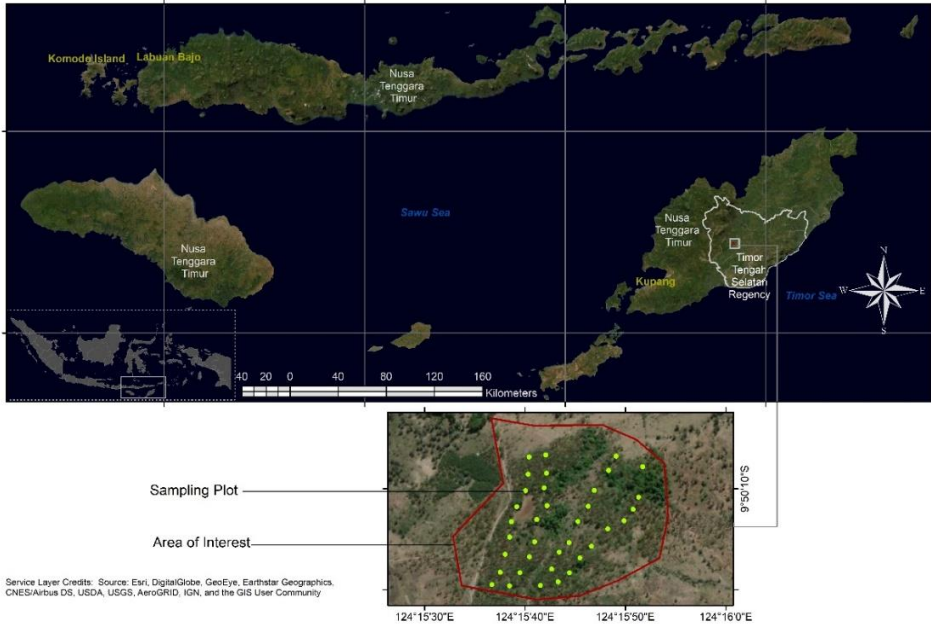 Komodo Island
Labuan Bajo
Nusa
Tenggara
Timur
Sawu Sea
Nusa
Tenggara
Timur
Nusa
Tenggara
Timur
Timor
Tengah
Selatan
Regency
Kupang
Timor Sea
N
W
E
S
40 20 0 40 80 120 160
Kilometers
Sampling Plot
Area of Interest
9°50'10"S
Service Layer Credits: Source: Esri, DigitalGlobe, GeoEye, Earthstar Geographics,
CNES/Airbus DS, USDA, USGS, AeroGRID, IGN, and the GIS User Community
124°15'30"E 124°15'40"E 124°15'50"E 124°16'0"E